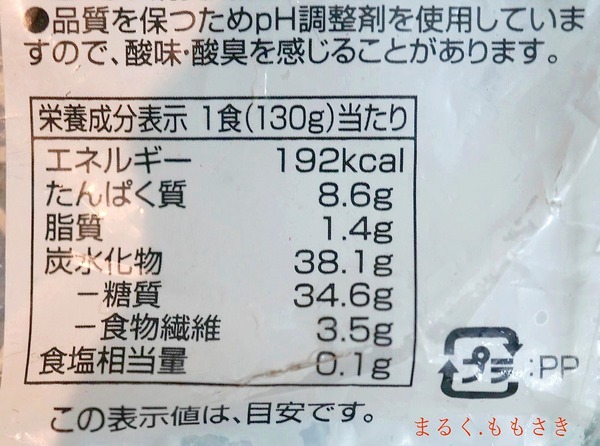 ●品質を保つためpH調整剤を使用していま
すので、酸味・酸臭を感じることがあります。
栄養成分表示 1食(130g)当たり
エネルギー 192kcal
たんぱく質 8.6g
脂質 1.4g
炭水化物 38.1g
－糖質 34.6g
－食物繊維 3.5g
食塩相当量 0.1g
プラ :PP
この表示値は、目安です。
まるく.ももさき